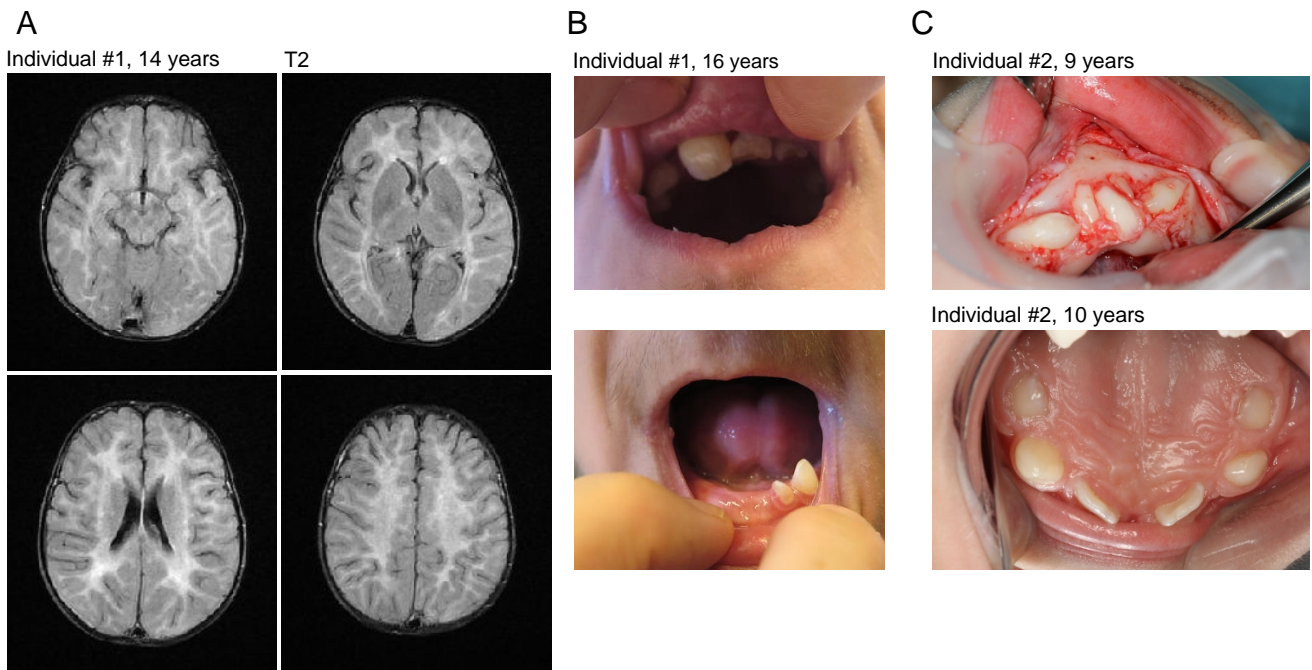 A
Individual #1, 14 years
T2
B
Individual #1, 16 years
C
Individual #2, 9 years
Individual #2, 10 years